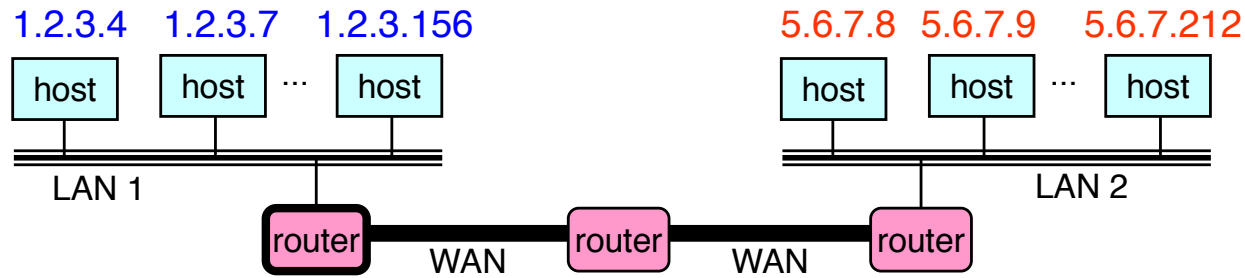 1.2.3.4 1.2.3.7 1.2.3.156 5.6.7.8 5.6.7.9 5.6.7.212
host host ... host host host ... host
LAN 1 LAN 2
router router router
WAN WAN